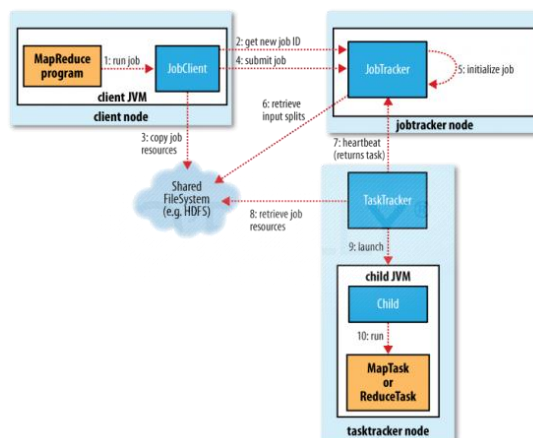 MapReduce
program
1: run job
JobClient
client JVM
client node
2: get new job ID
4: submit job
JobTracker
5: initialize job
jobtracker node
3: copy job
resources
6: retrieve
input splits
7: heartbeat
(returns task)
Shared
FileSystem
(e.g. HDFS)
8: retrieve job
resources
TaskTracker
9: launch
child JVM
Child
10: run
MapTask
or
ReduceTask
tasktracker node